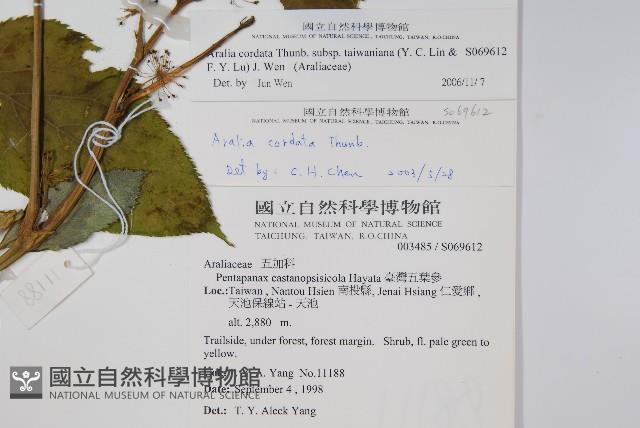 國立自然科學博物館
NATIONAL MUSEUM OF NATURAL SCIENCE, TAICHUNG, TAIWAN, R.O.CHINA
Aralia cordata Thunb. subsp. taiwaniana (Y. C. Lin & S069612
F. Y. Lu) J. Wen (Araliaceae)
Det. by Jun Wen 2006/11/7
國立自然科學博物館 S069612
NATIONAL MUSEUM OF NATURAL SCIENCE, TAICHUNG, TAIWAN, R.O.CHINA
Aralia cordata Thunb.
Det by: C. H. Chen 2003/5/28
國立自然科學博物館
NATIONAL MUSEUM OF NATURAL SCIENCE
TAICHUNG, TAIWAN, R.O.CHINA
003485 / S069612
Araliaceae 五加科
Pentapanax castanopsisicola Hayata 臺灣五葉參
Loc.: Taiwan , Nantou Hsien 南投縣, Jenai Hsiang 仁愛鄉 ,
天池保線站 - 天池
alt. 2,880 m.
Trailside, under forest, forest margin. Shrub, fl. pale green to
yellow.
A. Yang No.11188
Date: September 4 , 1998
Det.: T. Y. Aleck Yang
88111
國立自然科學博物館
NATIONAL MUSEUM OF NATURAL SCIENCE